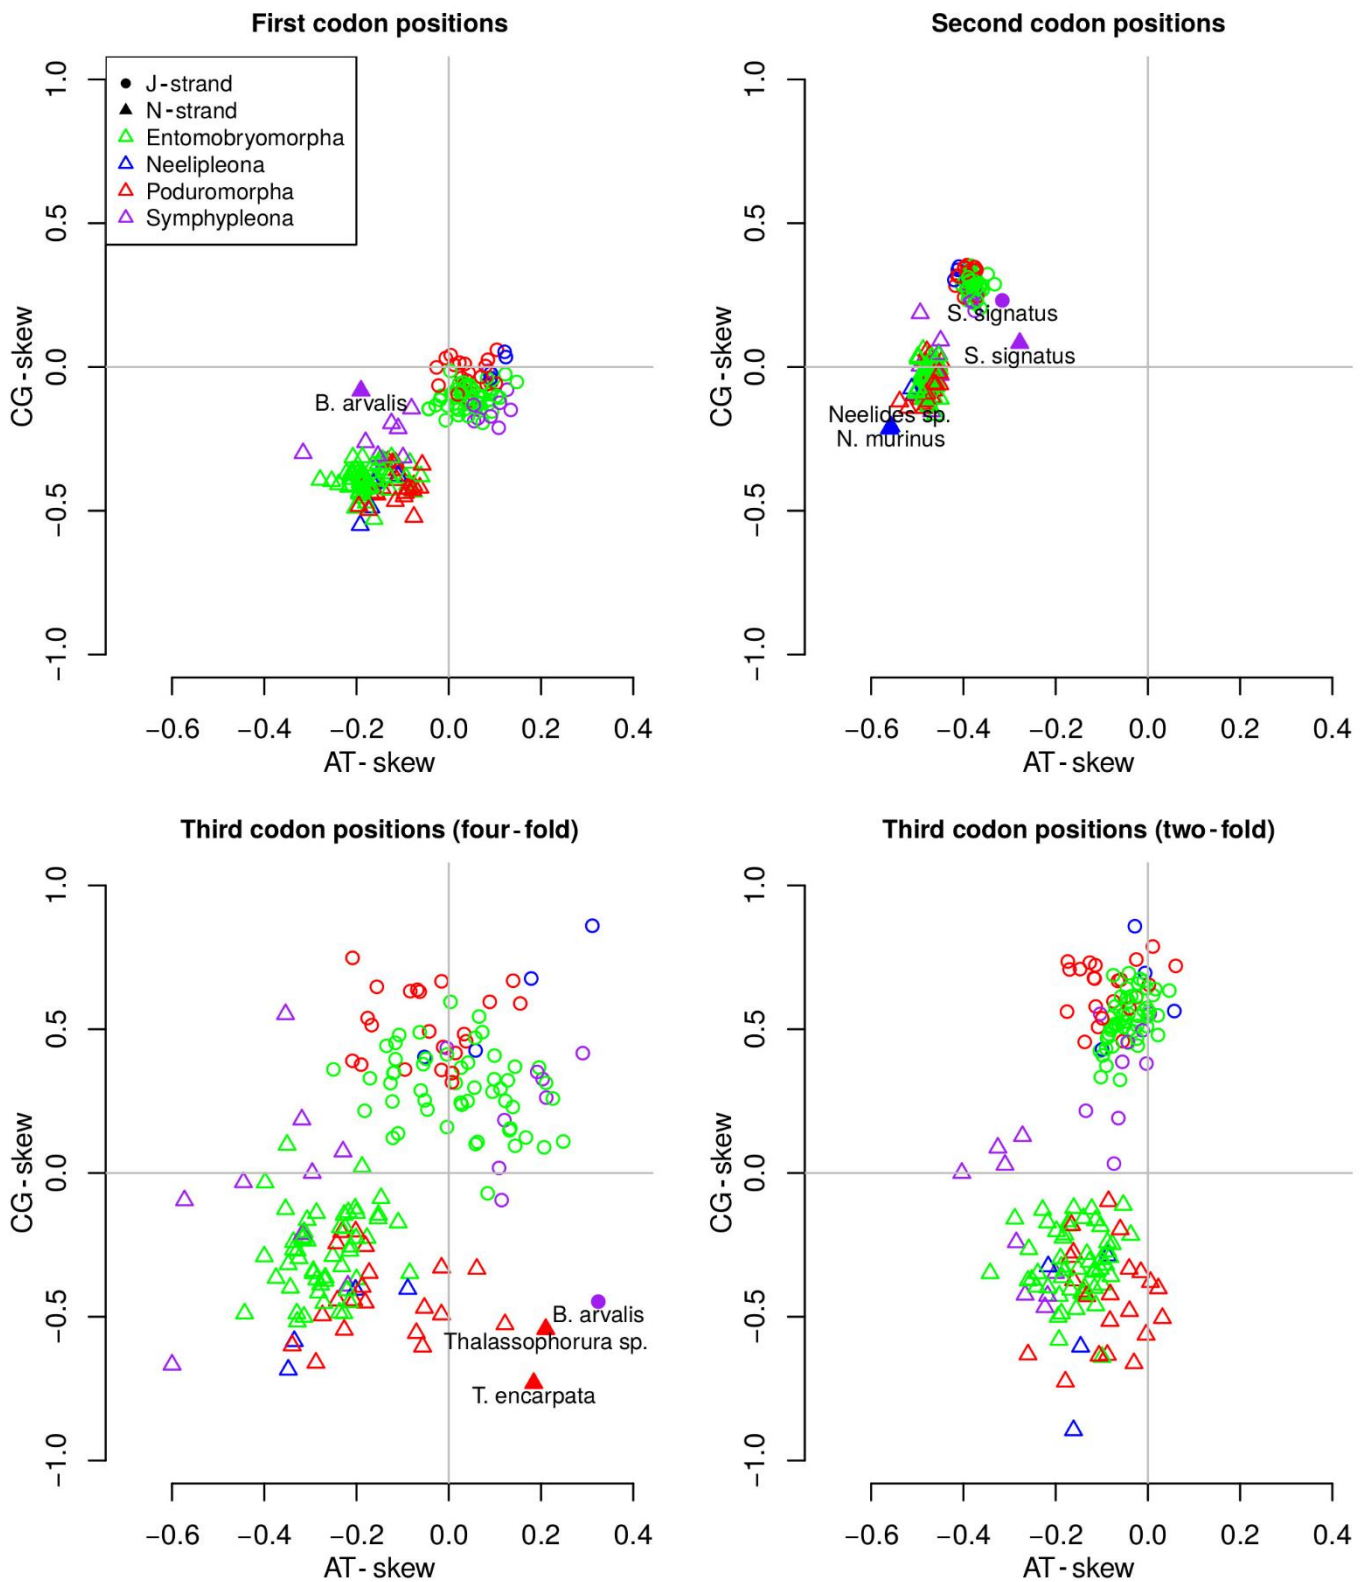 First codon positions
1.0
0.5
0.0
−0.5
−1.0
CG-skew
J-strand
N-strand
Entomobryomorpha
Neelipleona
Poduromorpha
Symphypleona
B. arvalis
−0.6 −0.4 −0.2 0.0 0.2 0.4
AT-skew
Second codon positions
1.0
0.5
0.0
−0.5
−1.0
CG-skew
S. signatus
S. signatus
Neelides sp.
N. murinus
−0.6 −0.4 −0.2 0.0 0.2 0.4
AT-skew
Third codon positions (four-fold)
1.0
0.5
0.0
−0.5
−1.0
CG-skew
B. arvalis
Thalassophorura sp.
T. encarpata
−0.6 −0.4 −0.2 0.0 0.2 0.4
AT-skew
Third codon positions (two-fold)
1.0
0.5
0.0
−0.5
−1.0
CG-skew
−0.6 −0.4 −0.2 0.0 0.2 0.4
AT-skew